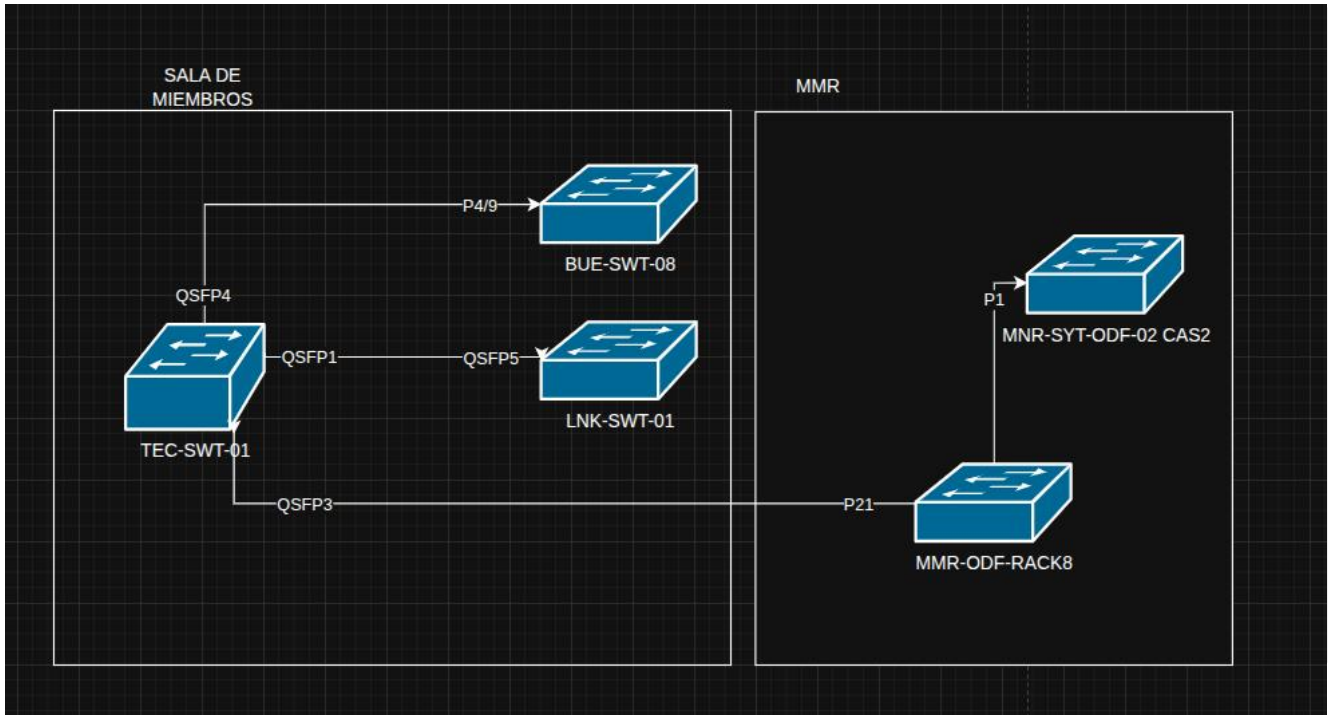 SALA DE
MIEMBROS
MMR
P4/9
BUE-SWT-08
QSFP4
P1
MNR-SYT-ODF-02 CAS2
QSFP1
QSFP5
LNK-SWT-01
TEC-SWT-01
QSFP3
P21
MMR-ODF-RACK8